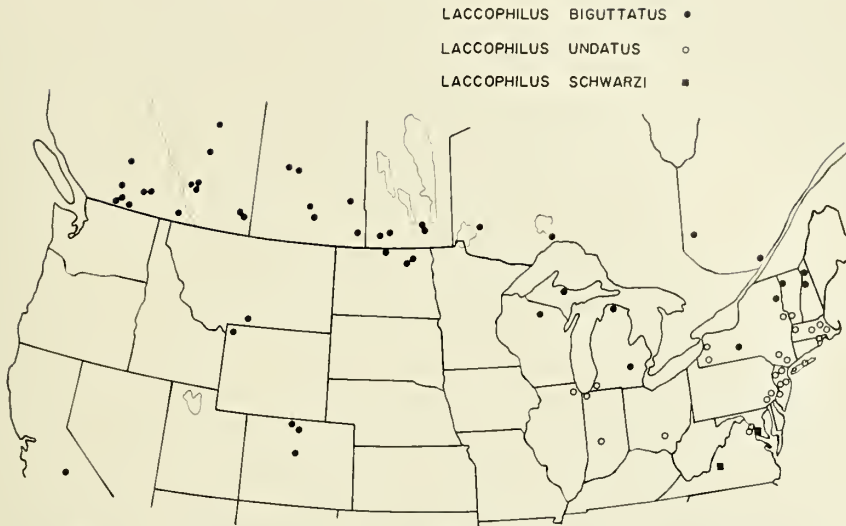 LACCOPHILUS BIGUTTATUS •
LACCOPHILUS UNDATUS ○
LACCOPHILUS SCHWARZI ■